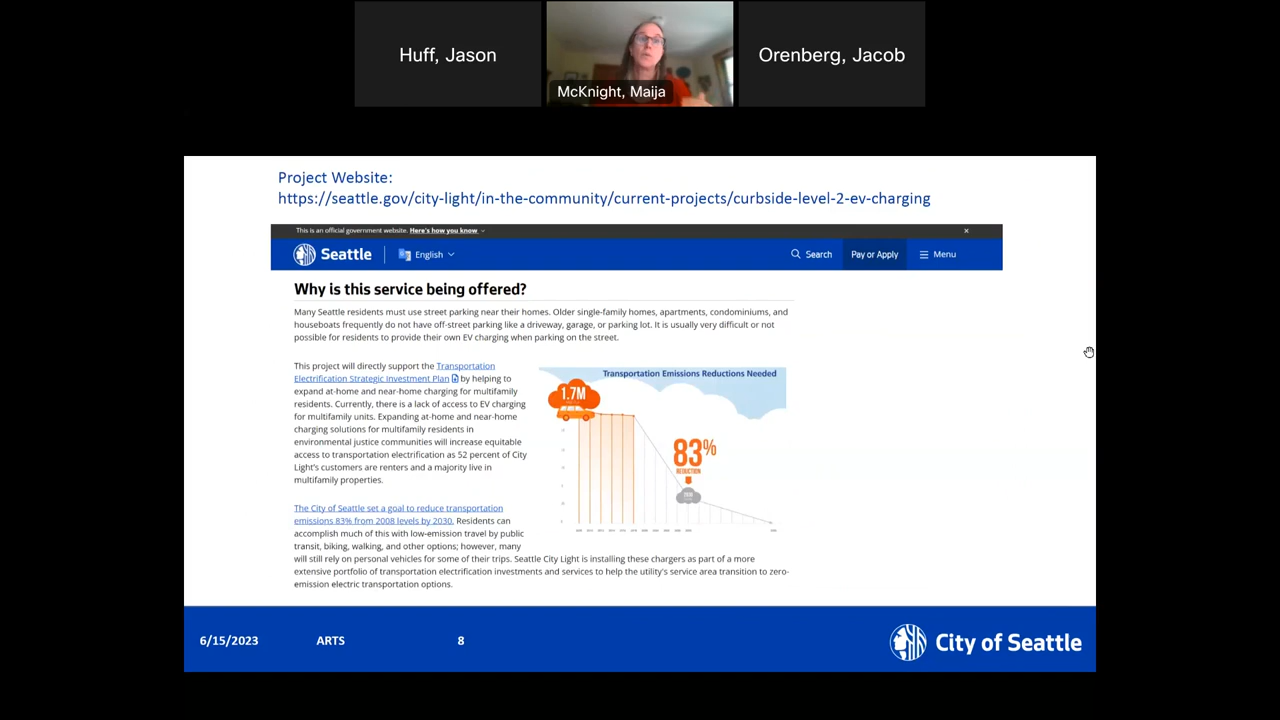 Huff, Jason
McKnight, Maija
Orenberg, Jacob
Project Website:
https://seattle.gov/city-light/in-the-community/current-projects/curbside-level-2-ev-charging
This is an official government website. Here's how you know
Seattle
English
Search
Pay or Apply
Menu
Why is this service being offered?
Many Seattle residents must use street parking near their homes. Older single-family homes, apartments, condominiums, and
houseboats frequently do not have off-street parking like a driveway, garage, or parking lot. It is usually very difficult or not
possible for residents to provide their own EV charging when parking on the street.
This project will directly support the Transportation
Electrification Strategic Investment Plan by helping to
expand at-home and near-home charging for multifamily
residents. Currently, there is a lack of access to EV charging
for multifamily units. Expanding at-home and near-home
charging solutions for multifamily residents in
environmental justice communities will increase equitable
access to transportation electrification as 52 percent of City
Light's customers are renters and a majority live in
multifamily properties.
Transportation Emissions Reductions Needed
1.7M
83%
REDUCTION
The City of Seattle set a goal to reduce transportation
emissions 83% from 2008 levels by 2030. Residents can
accomplish much of this with low-emission travel by public
transit, biking, walking, and other options; however, many
will still rely on personal vehicles for some of their trips. Seattle City Light is installing these chargers as part of a more
extensive portfolio of transportation electrification investments and services to help the utility's service area transition to zero-
emission electric transportation options.
6/15/2023
ARTS
8
City of Seattle